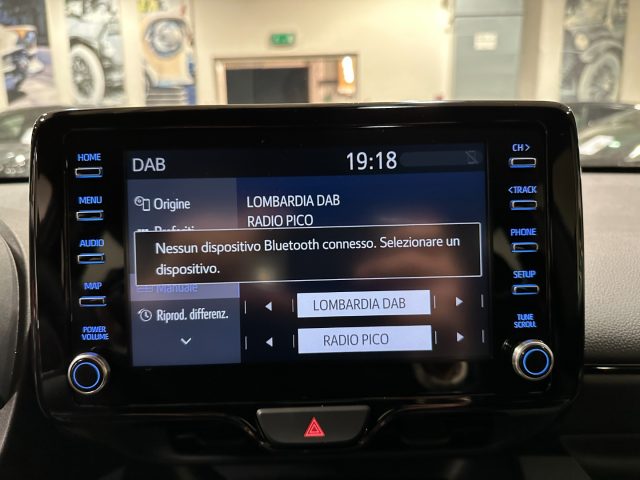 HOME
MENU
AUDIO
MAP
POWER
VOLUME
DAB
19:18
Origine
LOMBARDIA DAB
RADIO PICO
Nessun dispositivo Bluetooth connesso. Selezionare un
dispositivo.
Manuale
LOMBARDIA DAB
Riprod. differenz.
RADIO PICO
CH>
<TRACK
PHONE
SETUP
TUNE
SCROLL